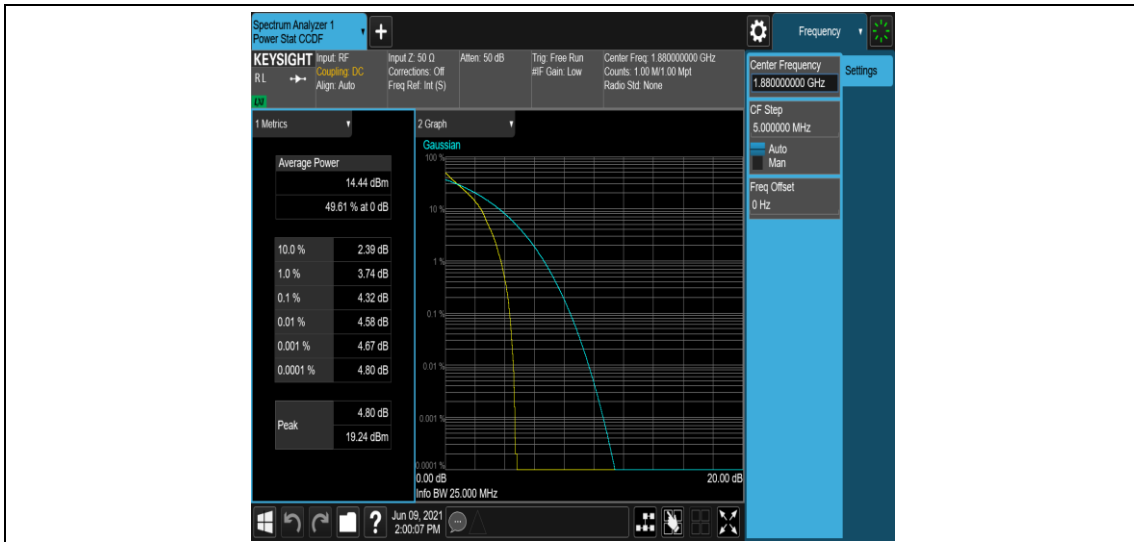 Spectrum Analyzer 1
Power Stat CCDF
Frequency
KEYSIGHT
RL
LXI
Input: RF
Coupling: DC
Align: Auto
Input Z: 50 Ω
Corrections: Off
Freq Ref: Int (S)
Atten: 50 dB
Trig: Free Run
#IF Gain: Low
Center Freq: 1.880000000 GHz
Counts: 1.00 M/1.00 Mpt
Radio Std: None
Center Frequency
1.880000000 GHz
Settings
CF Step
5.000000 MHz
Auto
Man
Freq Offset
0 Hz
1 Metrics
Average Power
14.44 dBm
49.61 % at 0 dB
10.0 % 2.39 dB
1.0 % 3.74 dB
0.1 % 4.32 dB
0.01 % 4.58 dB
0.001 % 4.67 dB
0.0001 % 4.80 dB
Peak
4.80 dB
19.24 dBm
2 Graph
Gaussian
100 %
10 %
1 %
0.1 %
0.01 %
0.001 %
0.0001 %
0.00 dB 20.00 dB
Info BW 25.000 MHz
?
Jun 09, 2021
2:00:07 PM